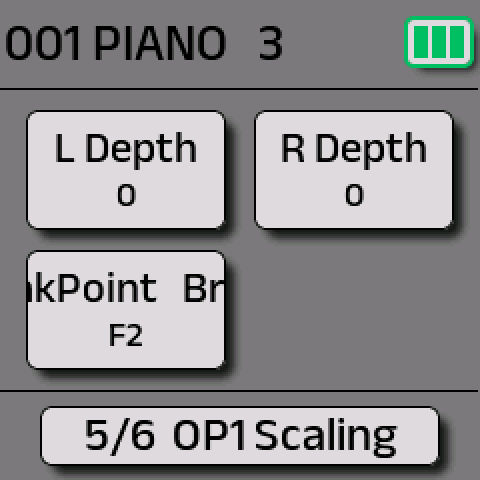 001 PIANO 3
L Depth
0
R Depth
0
kPoint Br
F2
5/6 OP1 Scaling